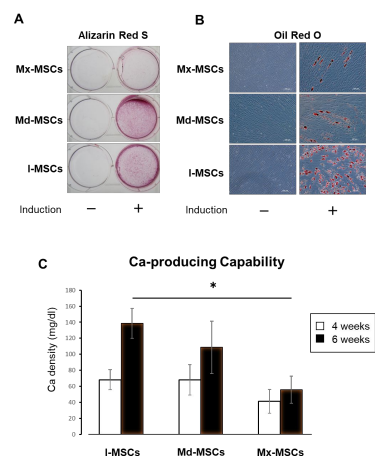 A
Alizarin Red S
Mx-MSCs
Md-MSCs
I-MSCs
Induction − +
B
Oil Red O
Mx-MSCs
Md-MSCs
I-MSCs
Induction − +
C
Ca-producing Capability
Ca density (mg/dl)
180
160
140
120
100
80
60
40
20
0
*
4 weeks
6 weeks
I-MSCs Md-MSCs Mx-MSCs